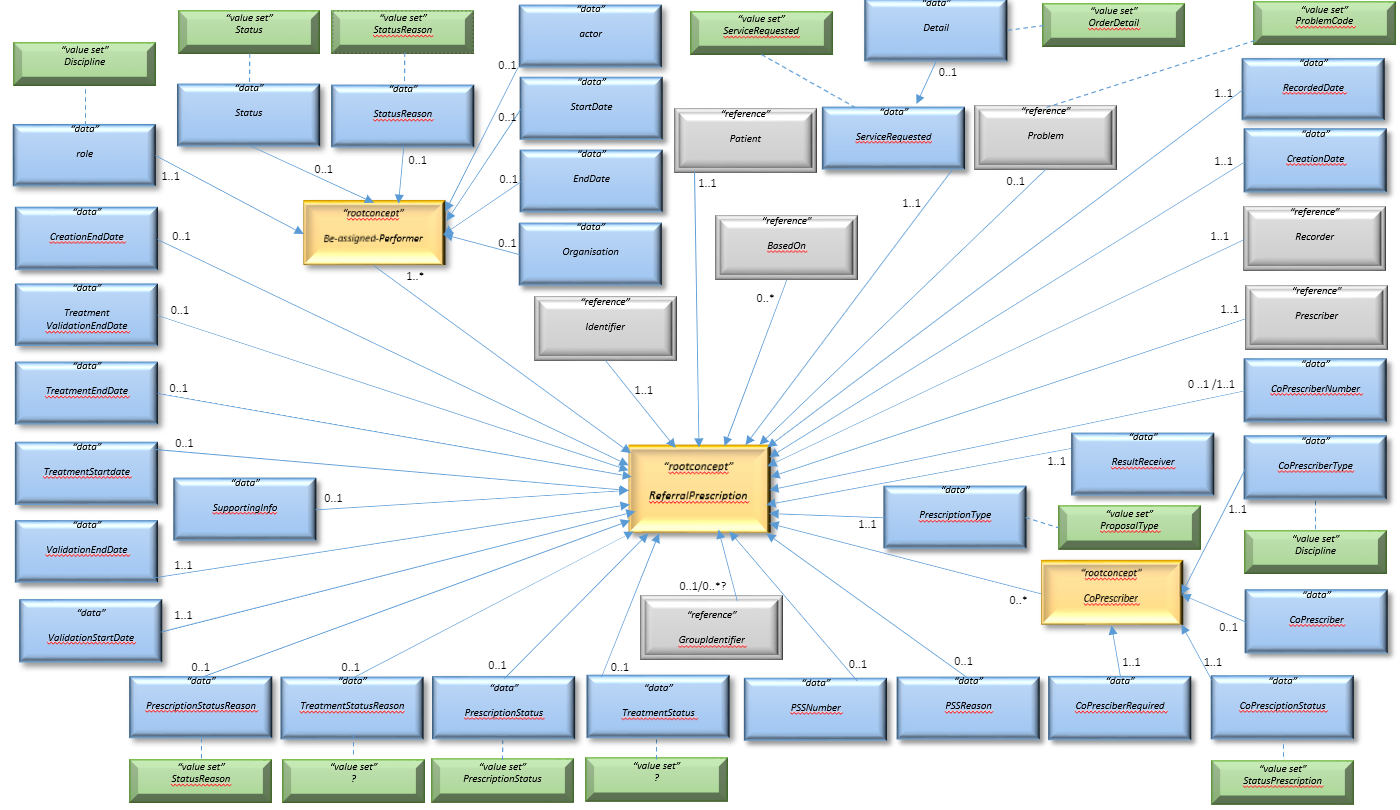 “value set”
Discipline
“value set”
Status
“value set”
StatusReason
“data”
actor
“value set”
ServiceRequested
“data”
Detail
“value set”
OrderDetail
“value set”
ProblemCode
“data”
role
1..1
“data”
Status
0..1
“data”
StatusReason
0..1
0..1
“data”
StartDate
0..1
“data”
EndDate
0..1
“data”
Organisation
0..1
“reference”
Patient
1..1
0..1
“data”
ServiceRequested
1..1
“reference”
Problem
0..1
“data”
RecordedDate
1..1
“data”
CreationDate
1..1
“rootconcept”
Be-assigned-Performer
1..*
“data”
CreationEndDate
0..1
“reference”
BasedOn
0..*
“reference”
Recorder
1..1
“data”
Treatment
ValidationEndDate
0..1
“reference”
Identifier
1..1
“reference”
Prescriber
1..1
“data”
TreatmentEndDate
0..1
“data”
CoPrescriberNumber
0 ..1 /1..1
“data”
TreatmentStartdate
0..1
“data”
SupportingInfo
0..1
“rootconcept”
ReferralPrescription
“data”
ResultReceiver
1..1
“data”
CoPrescriberType
1..1
“data”
PrescriptionType
1..1
“value set”
ProposalType
“value set”
Discipline
“data”
ValidationEndDate
1..1
“rootconcept”
CoPrescriber
0..*
“data”
CoPrescriber
0..1
“data”
ValidationStartDate
1..1
0..1/0..*?
“reference”
GroupIdentifier
0..1
“data”
PrescriptionStatusReason
0..1
“data”
TreatmentStatusReason
0..1
“data”
PrescriptionStatus
0..1
“data”
TreatmentStatus
0..1
“data”
PSSNumber
0..1
“data”
PSSReason
1..1
“data”
CoPresciberRequired
1..1
“data”
CoPresciptionStatus
“value set”
StatusReason
“value set”
?
“value set”
PrescriptionStatus
“value set”
?
“value set”
StatusPrescription